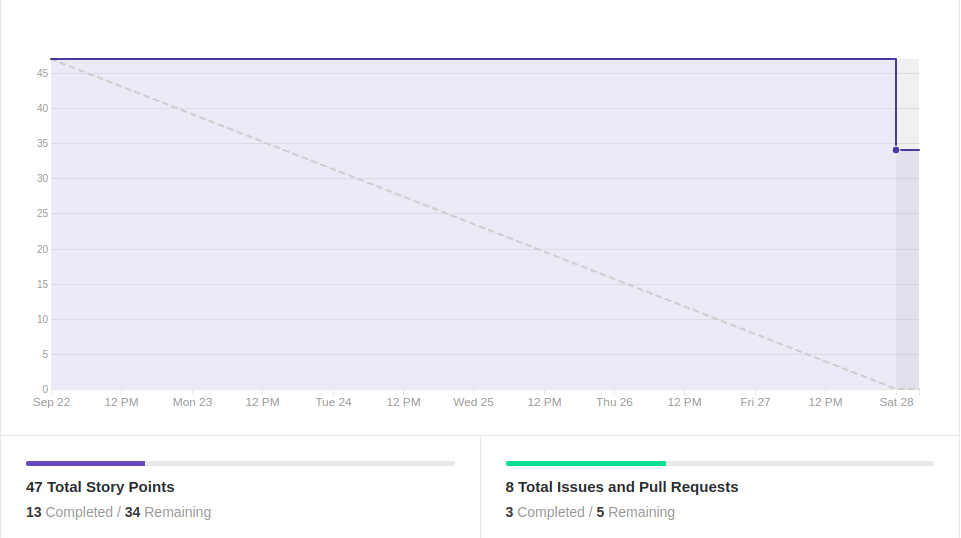 45
40
35
30
25
20
15
10
5
0
Sep 22 12 PM Mon 23 12 PM Tue 24 12 PM Wed 25 12 PM Thu 26 12 PM Fri 27 12 PM Sat 28
47 Total Story Points
13 Completed / 34 Remaining
8 Total Issues and Pull Requests
3 Completed / 5 Remaining